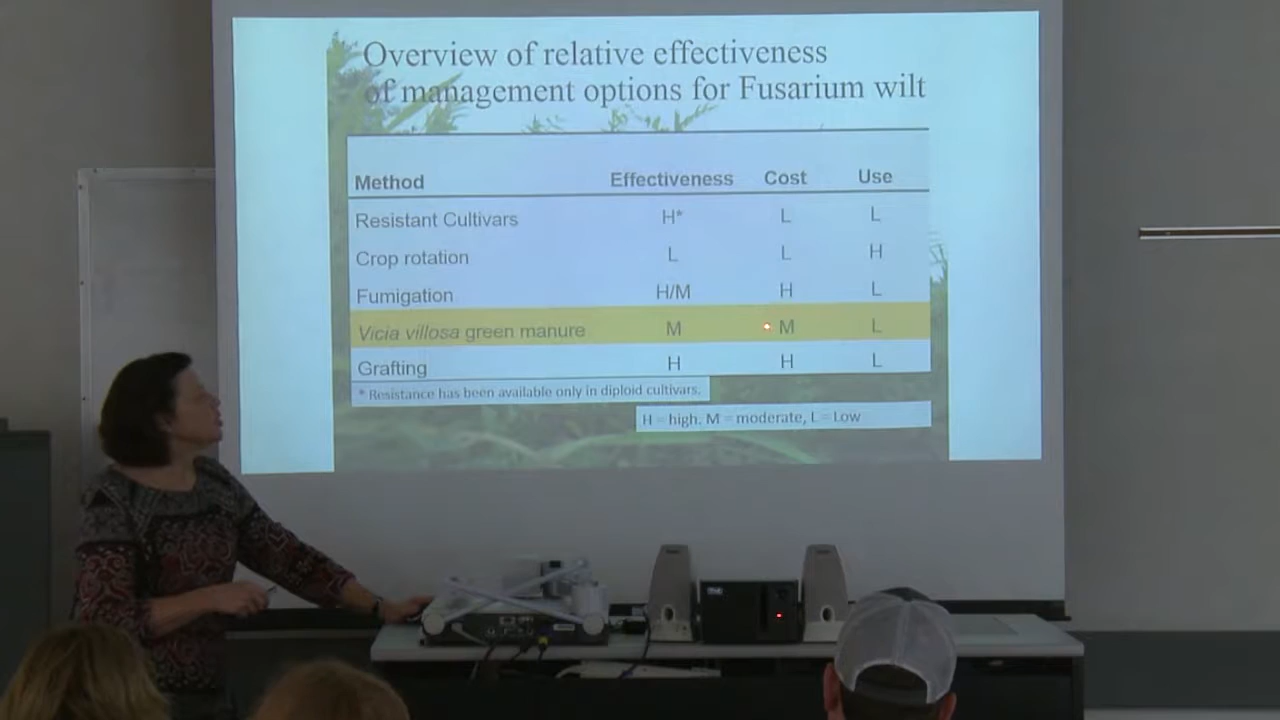 Overview of relative effectiveness
of management options for Fusarium wilt
Method Effectiveness Cost Use
Resistant Cultivars H* L L
Crop rotation L L H
Fumigation H/M H L
Vicia villosa green manure M M L
Grafting H H L
* Resistance has been available only in diploid cultivars.
H = high. M = moderate, L = Low